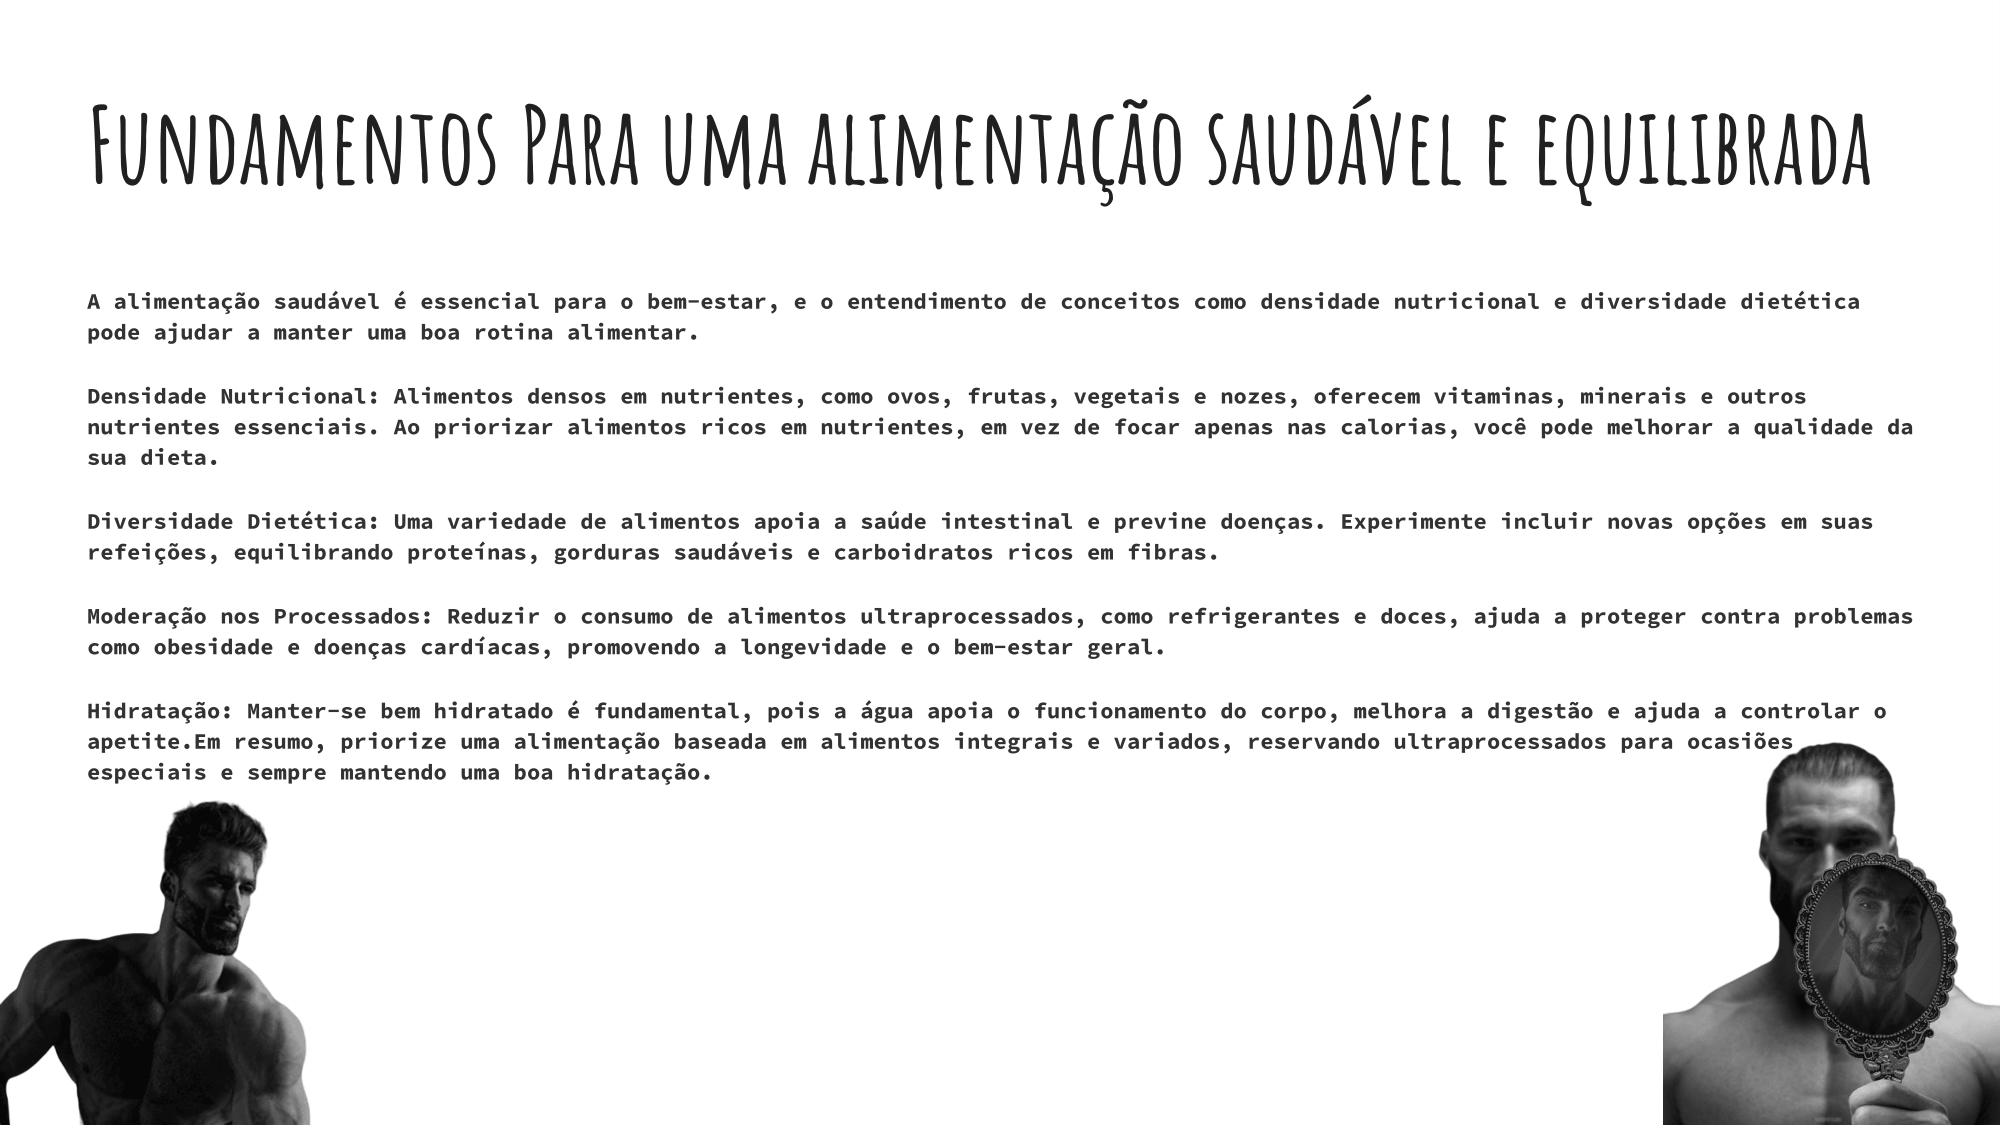 Fundamentos Para uma alimentação saudável e equilibrada
A alimentação saudável é essencial para o bem-estar, e o entendimento de conceitos como densidade nutricional e diversidade dietética
pode ajudar a manter uma boa rotina alimentar.
Densidade Nutricional: Alimentos densos em nutrientes, como ovos, frutas, vegetais e nozes, oferecem vitaminas, minerais e outros
nutrientes essenciais. Ao priorizar alimentos ricos em nutrientes, em vez de focar apenas nas calorias, você pode melhorar a qualidade da
sua dieta.
Diversidade Dietética: Uma variedade de alimentos apoia a saúde intestinal e previne doenças. Experimente incluir novas opções em suas
refeições, equilibrando proteínas, gorduras saudáveis e carboidratos ricos em fibras.
Moderação nos Processados: Reduzir o consumo de alimentos ultraprocessados, como refrigerantes e doces, ajuda a proteger contra problemas
como obesidade e doenças cardíacas, promovendo a longevidade e o bem-estar geral.
Hidratação: Manter-se bem hidratado é fundamental, pois a água apoia o funcionamento do corpo, melhora a digestão e ajuda a controlar o
apetite.Em resumo, priorize uma alimentação baseada em alimentos integrais e variados, reservando ultraprocessados para ocasiões
especiais e sempre mantendo uma boa hidratação.